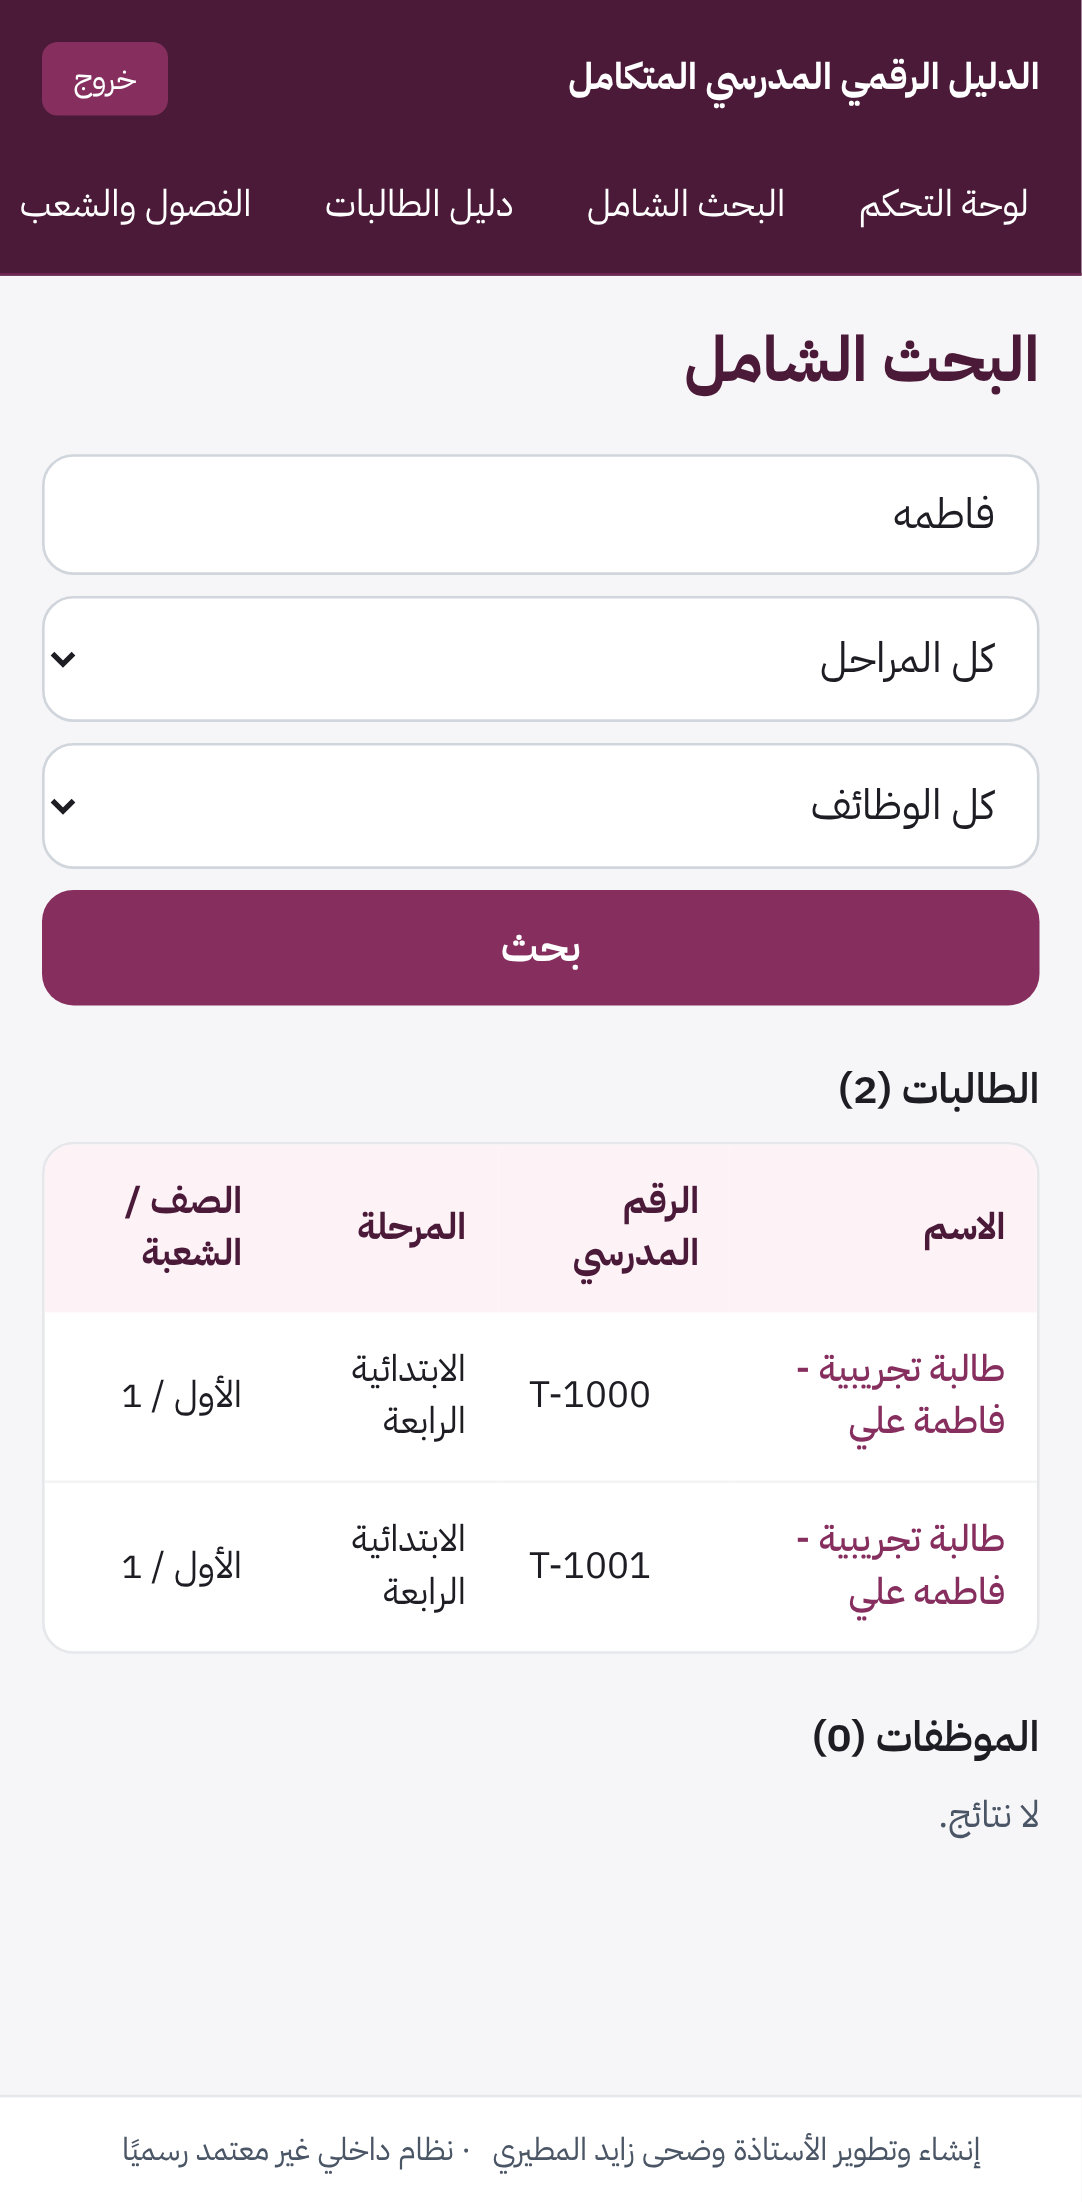 الدليل الرقمي المدرسي المتكامل
خروج
لوحة التحكم البحث الشامل دليل الطالبات الفصول والشعب
البحث الشامل
فاطمه
كل المراحل
كل الوظائف
بحث
الطالبات (2)
الاسم الرقم المدرسي المرحلة الصف / الشعبة
طالبة تجريبية - فاطمة علي T-1000 الابتدائية الرابعة الأول / 1
طالبة تجريبية - فاطمه علي T-1001 الابتدائية الرابعة الأول / 1
الموظفات (0)
لا نتائج.
إنشاء وتطوير الأستاذة وضحى زايد المطيري · نظام داخلي غير معتمد رسميًا